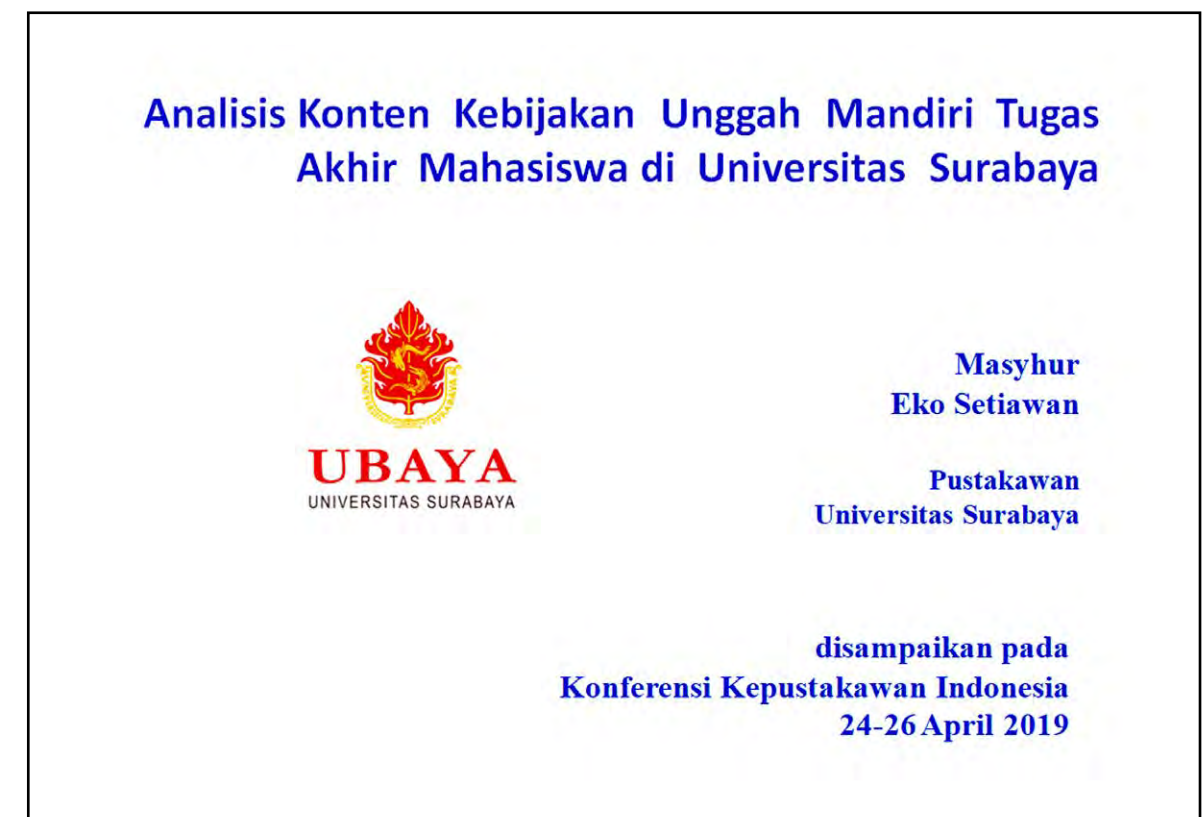 Analisis Konten Kebijakan Unggah Mandiri Tugas
Akhir Mahasiswa di Universitas Surabaya
UBAYA
UNIVERSITAS SURABAYA
Masyhur
Eko Setiawan
Pustakawan
Universitas Surabaya
disampaikan pada
Konferensi Kepustakawan Indonesia
24-26 April 2019